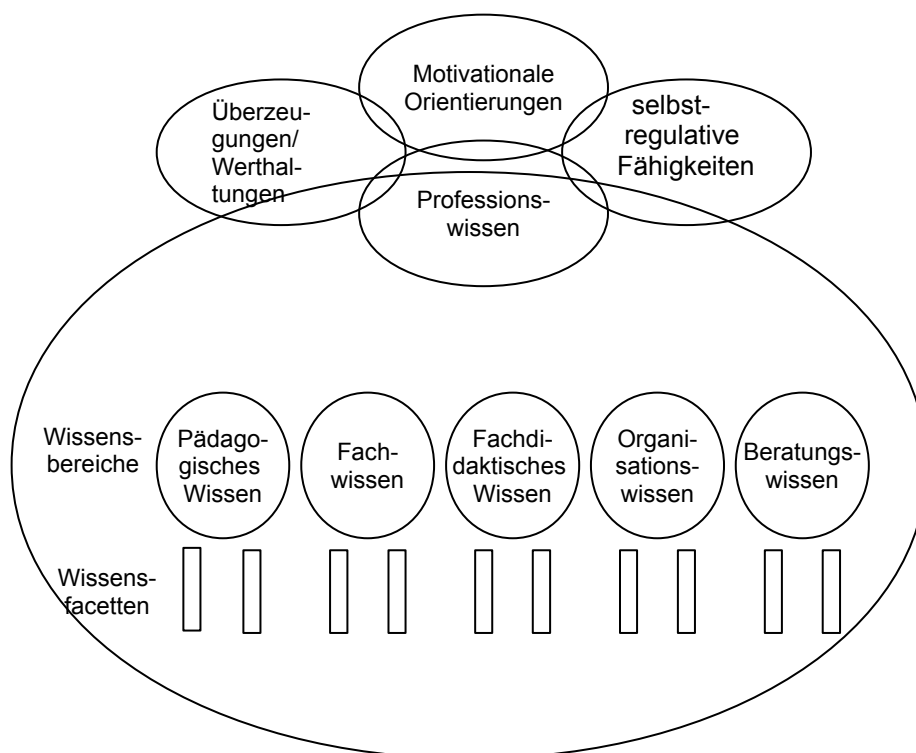 Motivationale
Orientierungen
Überzeu-
gungen/
Werthal-
tungen
selbst-
regulative
Fähigkeiten
Professions-
wissen
Wissens-
bereiche
Pädago-
gisches
Wissen
Fach-
wissen
Fachdi-
daktisches
Wissen
Organi-
sations-
wissen
Beratungs-
wissen
Wissens-
facetten